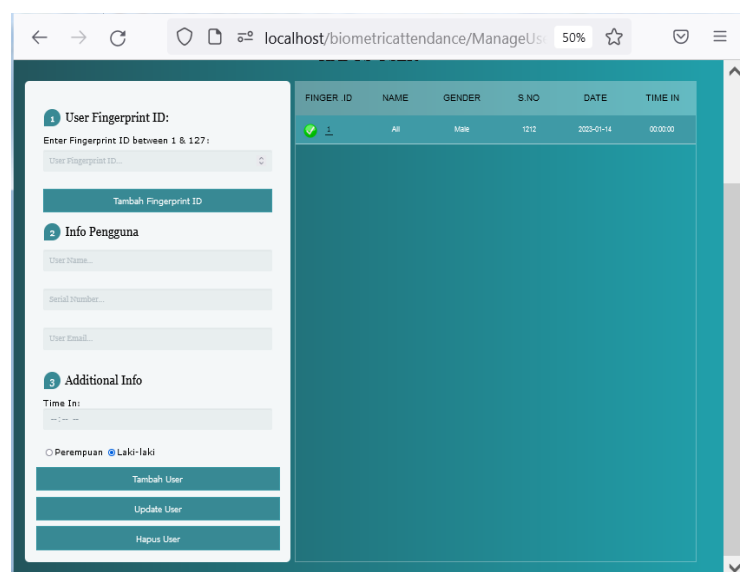 localhost/biometricattendance/ManageUse
50%
1 User Fingerprint ID:
Enter Fingerprint ID between 1 & 127:
User Fingerprint ID...
Tambah Fingerprint ID
2 Info Pengguna
User Name...
Serial Number...
User Email...
3 Additional Info
Time In:
--:-- --
Perempuan Laki-laki
Tambah User
Update User
Hapus User
FINGER .ID NAME GENDER S.NO DATE TIME IN
1 Ali Male 1212 2023-01-14 00:00:00